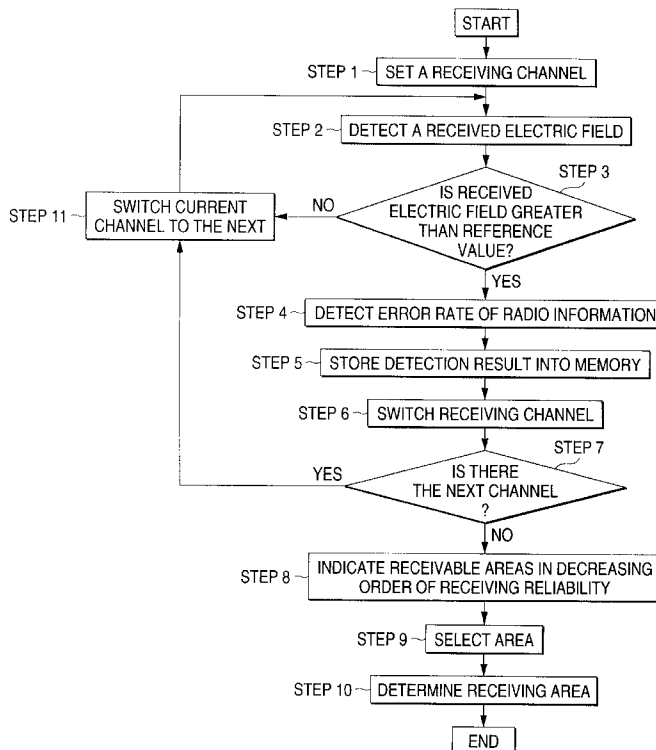 START
STEP 1
SET A RECEIVING CHANNEL
STEP 2
DETECT A RECEIVED ELECTRIC FIELD
STEP 3
IS RECEIVED
ELECTRIC FIELD GREATER
THAN REFERENCE
VALUE?
NO
STEP 11
SWITCH CURRENT
CHANNEL TO THE NEXT
YES
STEP 4
DETECT ERROR RATE OF RADIO INFORMATION
STEP 5
STORE DETECTION RESULT INTO MEMORY
STEP 6
SWITCH RECEIVING CHANNEL
STEP 7
YES
IS THERE
THE NEXT CHANNEL
?
NO
STEP 8
INDICATE RECEIVABLE AREAS IN DECREASING
ORDER OF RECEIVING RELIABILITY
STEP 9
SELECT AREA
STEP 10
DETERMINE RECEIVING AREA
END